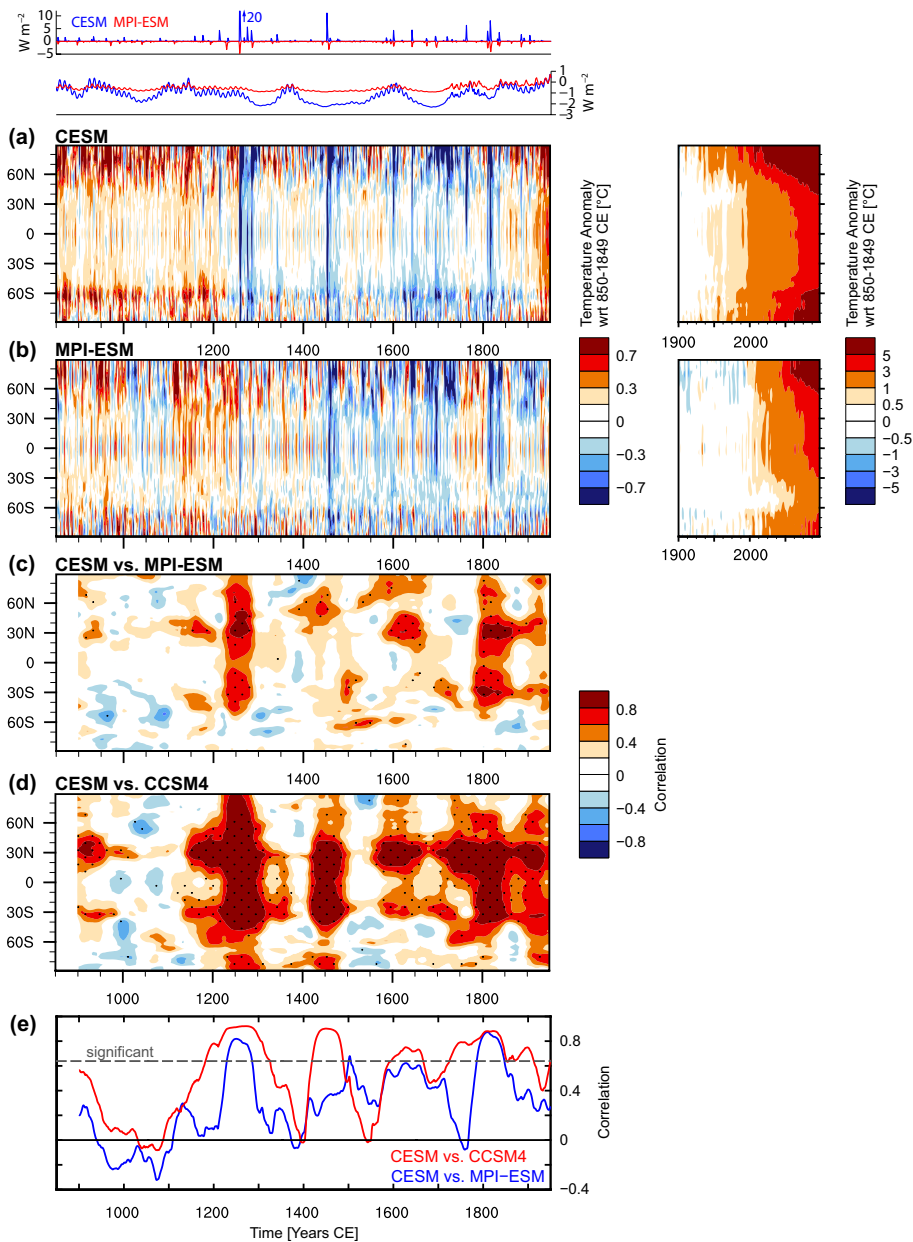 10
5
0
−5
W m⁻²
CESM MPI-ESM
20
1
0
−1
−2
−3
W m⁻²
(a) CESM
60N
30N
0
30S
60S
1200 1400 1600 1800
1900 2000
Temperature Anomaly
wrt 850-1849 CE [°C]
0.7
0.3
0
−0.3
−0.7
Temperature Anomaly
wrt 850-1849 CE [°C]
5
3
1
0.5
−0.5
−1
−3
−5
(b) MPI-ESM
60N
30N
0
30S
60S
1900 2000
(c) CESM vs. MPI-ESM
1400 1600 1800
60N
30N
0
30S
60S
0.8
0.4
0
−0.4
−0.8
Correlation
(d) CESM vs. CCSM4
1400 1600 1800
60N
30N
0
30S
60S
1000 1200 1400 1600 1800
(e)
significant
0.8
0.4
0
−0.4
Correlation
CESM vs. CCSM4
CESM vs. MPI−ESM
1000 1200 1400 1600 1800
Time [Years CE]